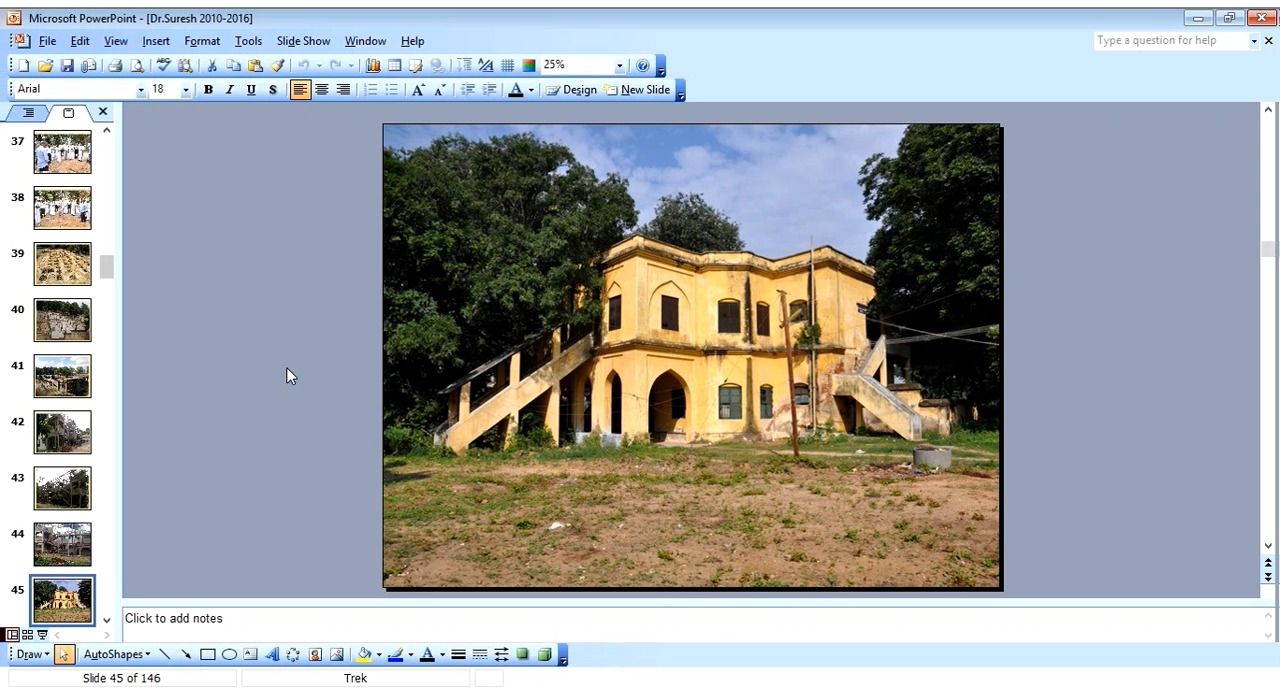 Microsoft PowerPoint - [Dr.Suresh 2010-2016]
File Edit View Insert Format Tools Slide Show Window Help
Type a question for help
25%
Arial 18 B I U S A A A Design New Slide
37
38
39
40
41
42
43
44
45
Click to add notes
Draw AutoShapes A
Slide 45 of 146 Trek